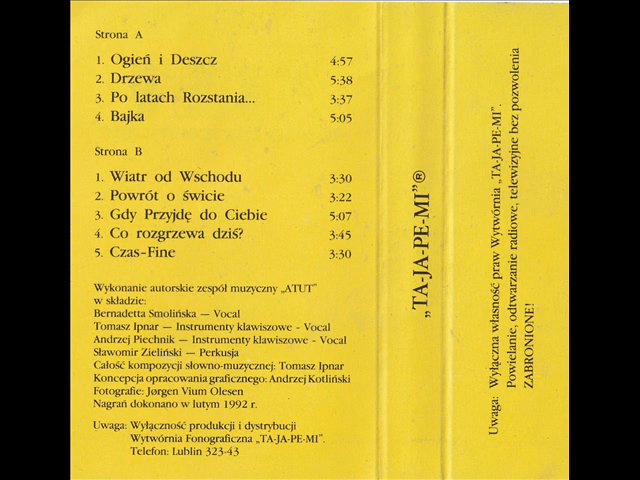 Strona A
1. Ogień i Deszcz 4:57
2. Drzewa 5:38
3. Po latach Rozstania... 3:37
4. Bajka 5:05
Strona B
1. Wiatr od Wschodu 3:30
2. Powrót o świcie 3:22
3. Gdy Przyjdę do Ciebie 5:07
4. Co rozgrzewa dziś? 3:45
5. Czas-Fine 3:30
Wykonanie autorskie zespół muzyczny „ATUT”
w składzie:
Bernadetta Smolińska — Vocal
Tomasz Ipnar — Instrumenty klawiszowe - Vocal
Andrzej Piechnik — Instrumenty klawiszowe - Vocal
Sławomir Zieliński — Perkusja
Całość kompozycji słowno-muzycznej: Tomasz Ipnar
Koncepcja opracowania graficznego: Andrzej Kotliński
Fotografie: Jørgen Vium Olesen
Nagrań dokonano w lutym 1992 r.
Uwaga: Wyłączność produkcji i dystrybucji
Wytwórnia Fonograficzna „TA-JA-PE-MI”.
Telefon: Lublin 323-43
„TA-JA-PE-MI”®
Uwaga: Wyłączna własność praw Wytwórnia „TA-JA-PE-MI”.
Powielanie, odtwarzanie radiowe, telewizyjne bez pozwolenia
ZABRONIONE!